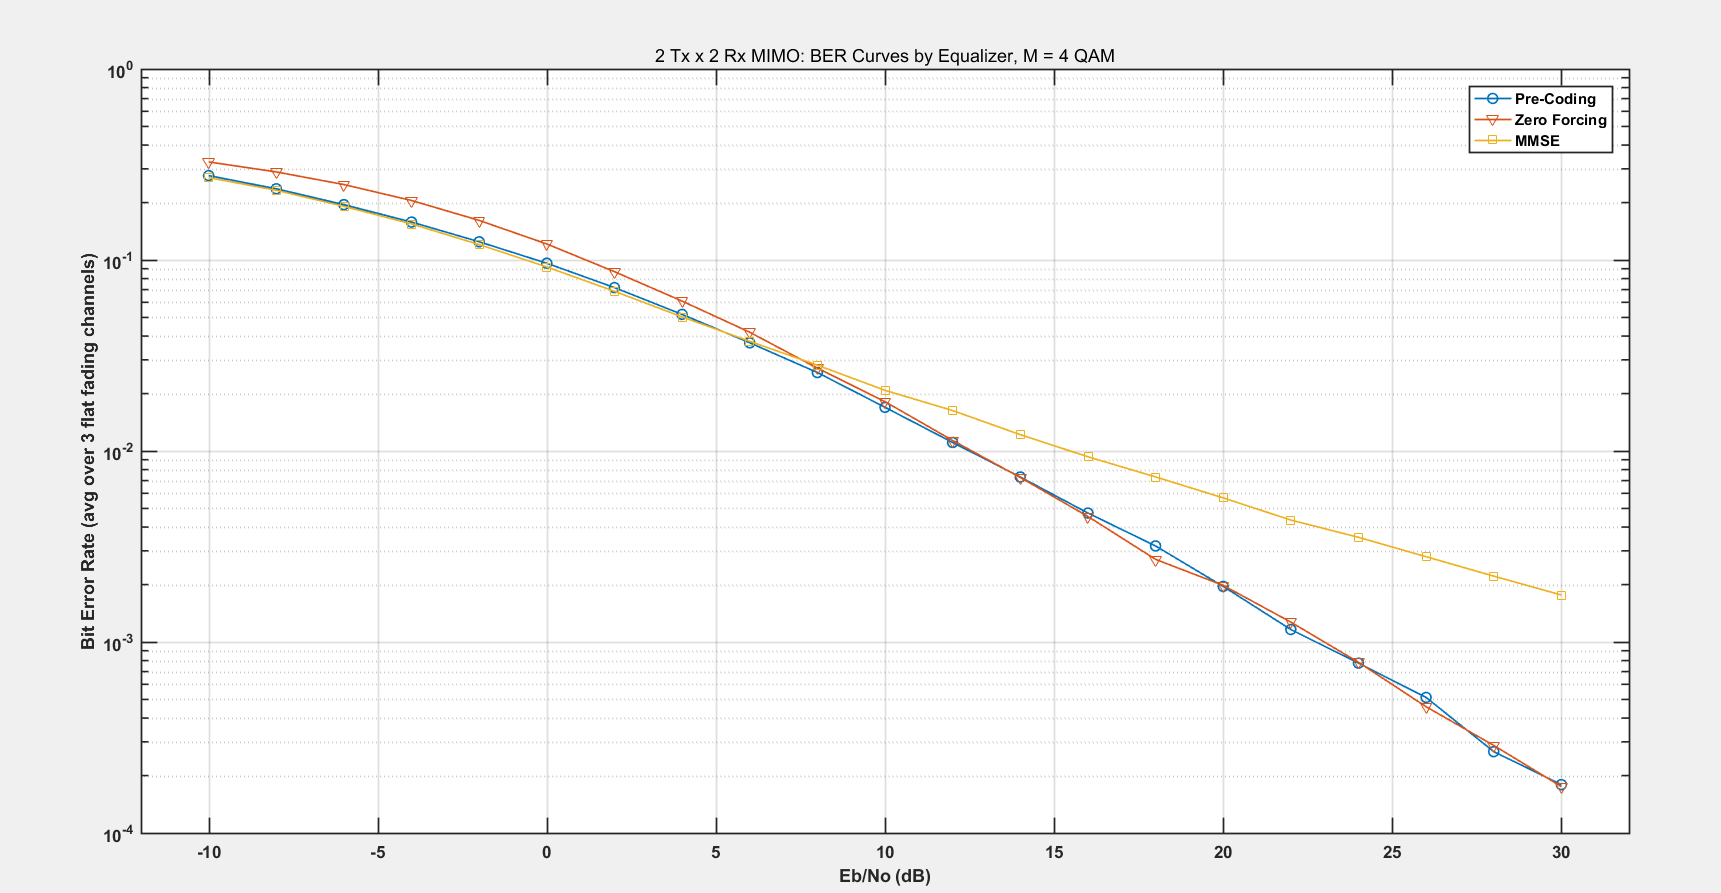 2 Tx x 2 Rx MIMO: BER Curves by Equalizer, M = 4 QAM
10^0
10^-1
10^-2
10^-3
10^-4
Bit Error Rate (avg over 3 flat fading channels)
Pre-Coding
Zero Forcing
MMSE
-10 -5 0 5 10 15 20 25 30
Eb/No (dB)